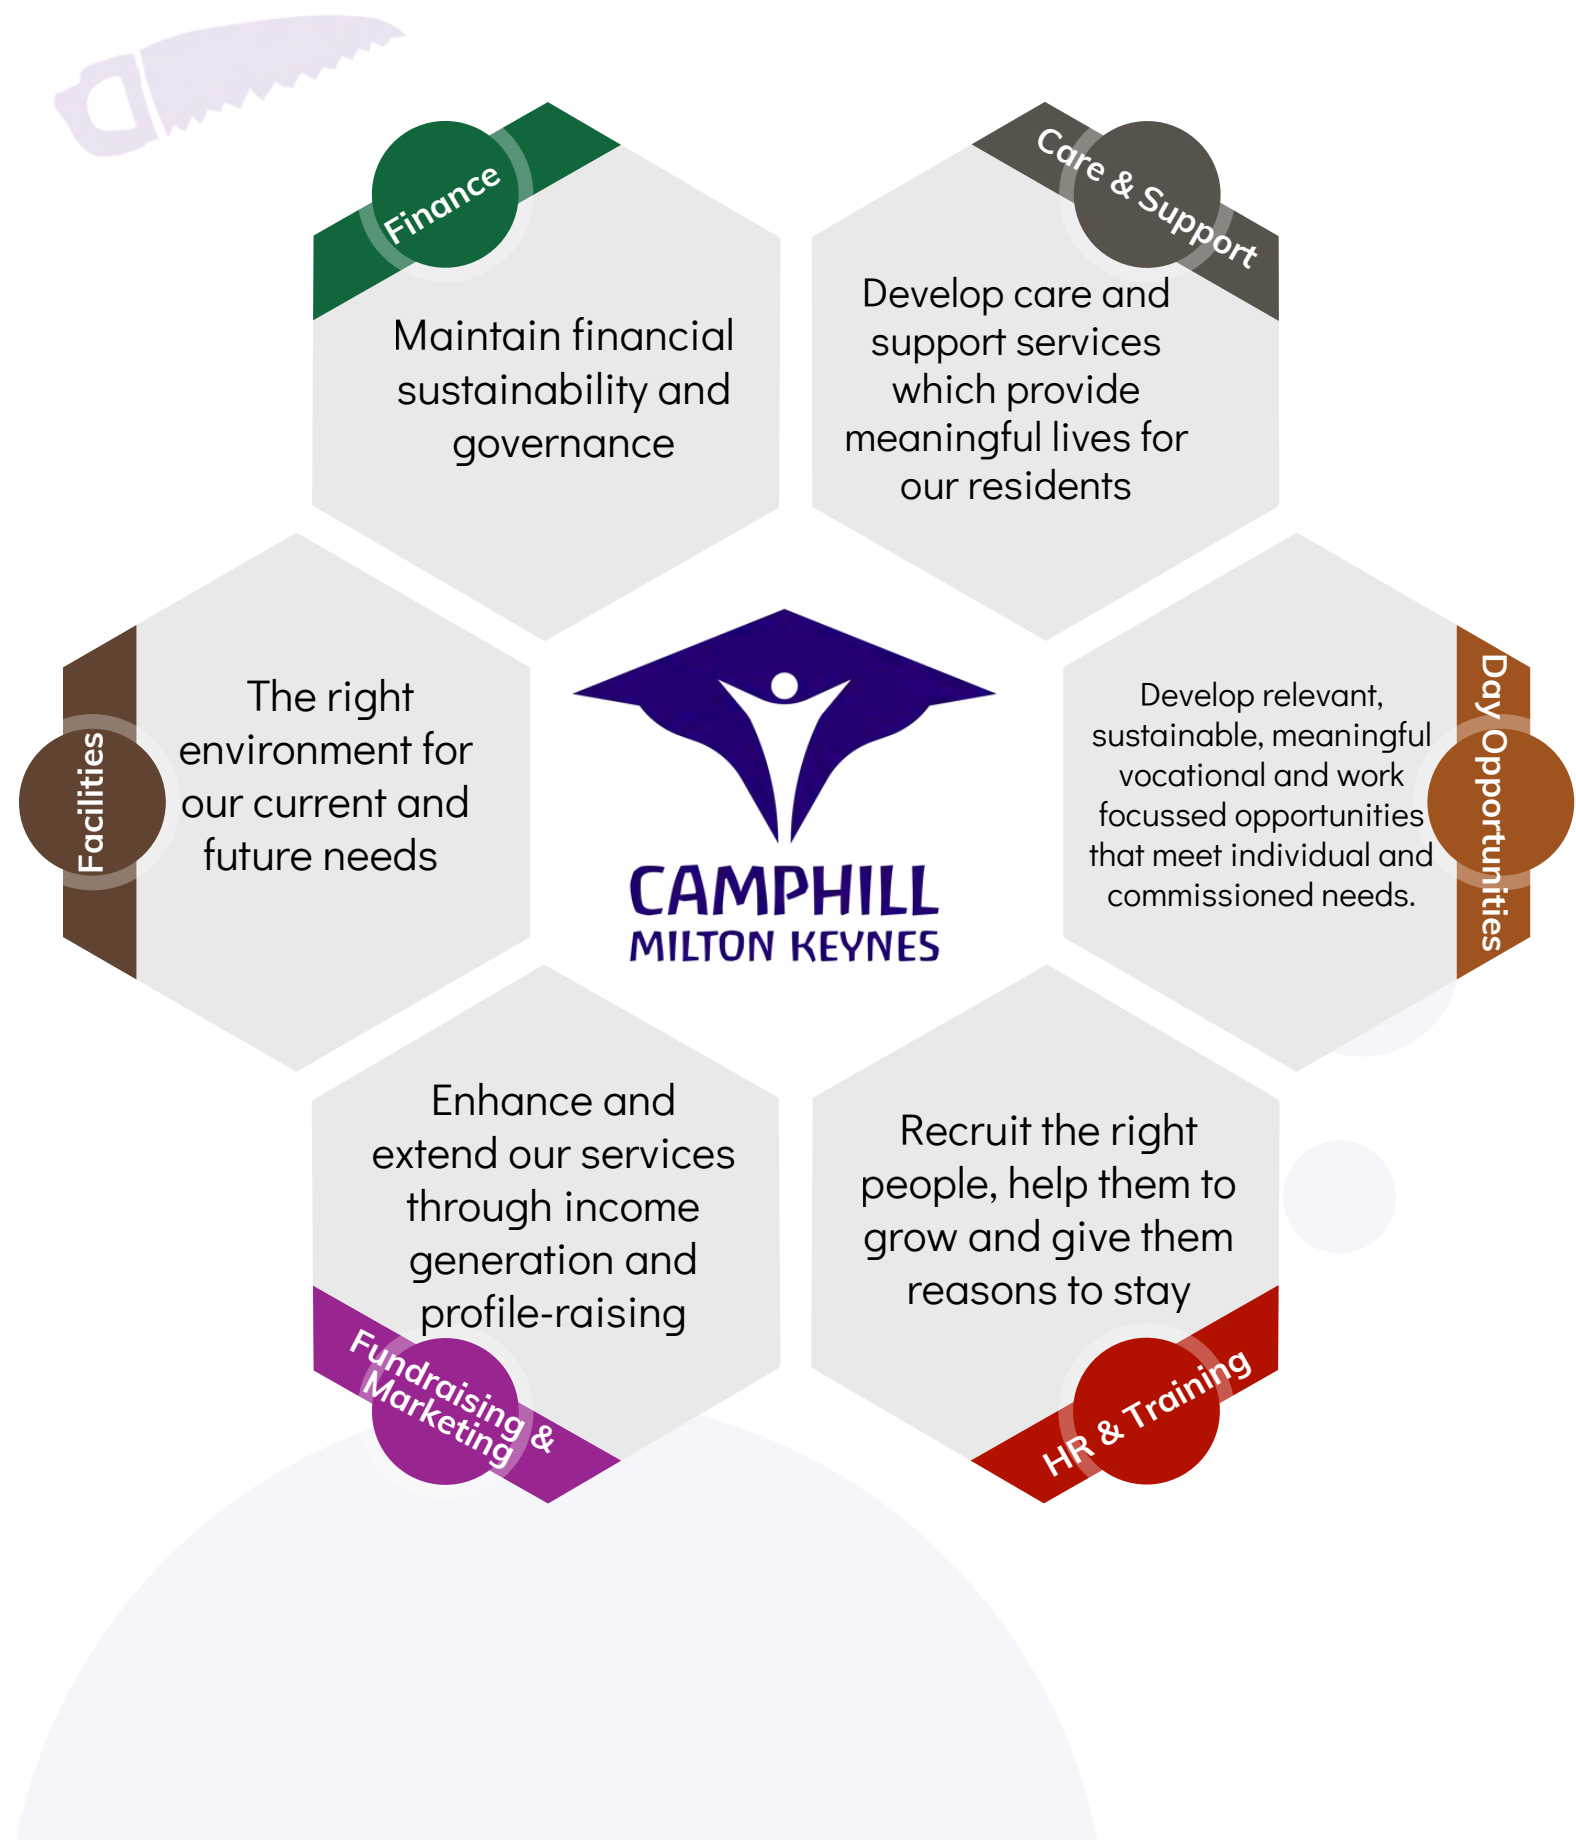 Finance
Maintain financial
sustainability and
governance
Care & Support
Develop care and
support services
which provide
meaningful lives for
our residents
Facilities
The right
environment for
our current and
future needs
CAMPHILL
MILTON KEYNES
Day Opportunities
Develop relevant,
sustainable, meaningful
vocational and work
focussed opportunities
that meet individual and
commissioned needs.
Enhance and
extend our services
through income
generation and
profile-raising
Fundraising &
Marketing
Recruit the right
people, help them to
grow and give them
reasons to stay
HR & Training